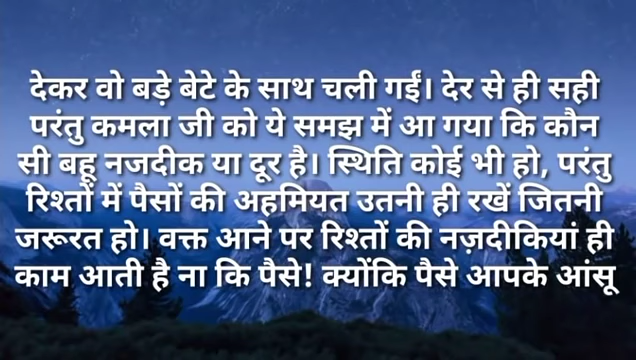 देकर वो बड़े बेटे के साथ चली गईं। देर से ही सही
परंतु कमला जी को ये समझ में आ गया कि कौन
सी बहू नजदीक या दूर है। स्थिति कोई भी हो, परंतु
रिश्तों में पैसों की अहमियत उतनी ही रखें जितनी
जरूरत हो। वक्त आने पर रिश्तों की नज़दीकियां ही
काम आती है ना कि पैसे! क्योंकि पैसे आपके आंसू